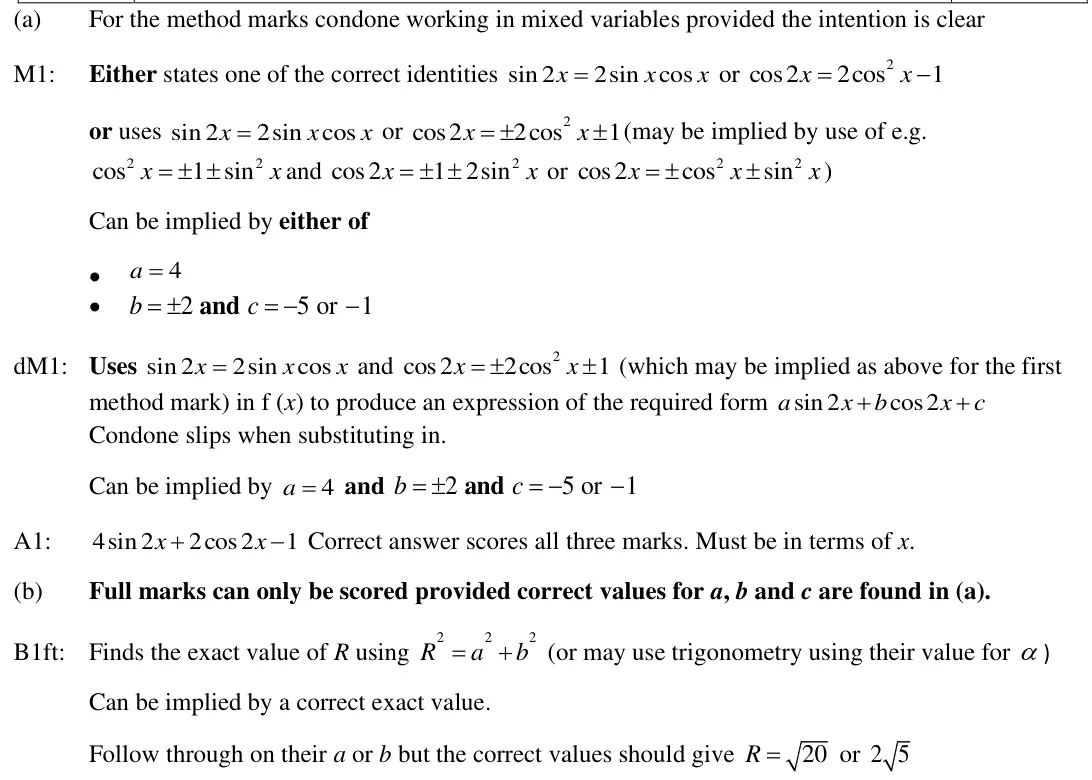 (a) For the method marks condone working in mixed variables provided the intention is clear
M1: Either states one of the correct identities sin 2x = 2sin x cos x or cos 2x = 2cos² x − 1
or uses sin 2x = 2sin x cos x or cos 2x = ±2cos² x ± 1 (may be implied by use of e.g.
cos² x = ±1 ± sin² x and cos 2x = ±1 ± 2sin² x or cos 2x = ±cos² x ± sin² x)
Can be implied by either of
• a = 4
• b = ±2 and c = −5 or −1
dM1: Uses sin 2x = 2sin x cos x and cos 2x = ±2cos² x ± 1 (which may be implied as above for the first
method mark) in f (x) to produce an expression of the required form a sin 2x + b cos 2x + c
Condone slips when substituting in.
Can be implied by a = 4 and b = ±2 and c = −5 or −1
A1: 4sin 2x + 2cos 2x − 1 Correct answer scores all three marks. Must be in terms of x.
(b) Full marks can only be scored provided correct values for a, b and c are found in (a).
B1ft: Finds the exact value of R using R² = a² + b² (or may use trigonometry using their value for α)
Can be implied by a correct exact value.
Follow through on their a or b but the correct values should give R = √20 or 2√5